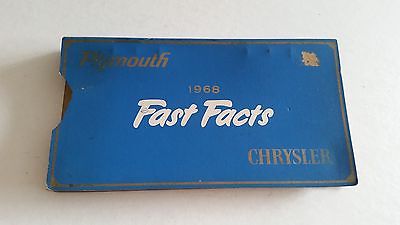 Plymouth
1968
Fast Facts
CHRYSLER